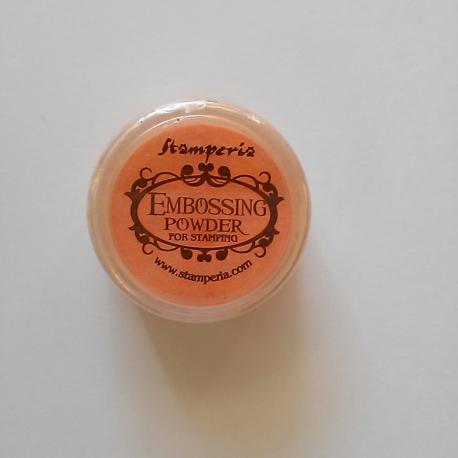 Stamperia
EMBOSSING
POWDER
FOR STAMPING
www.stamperia.com